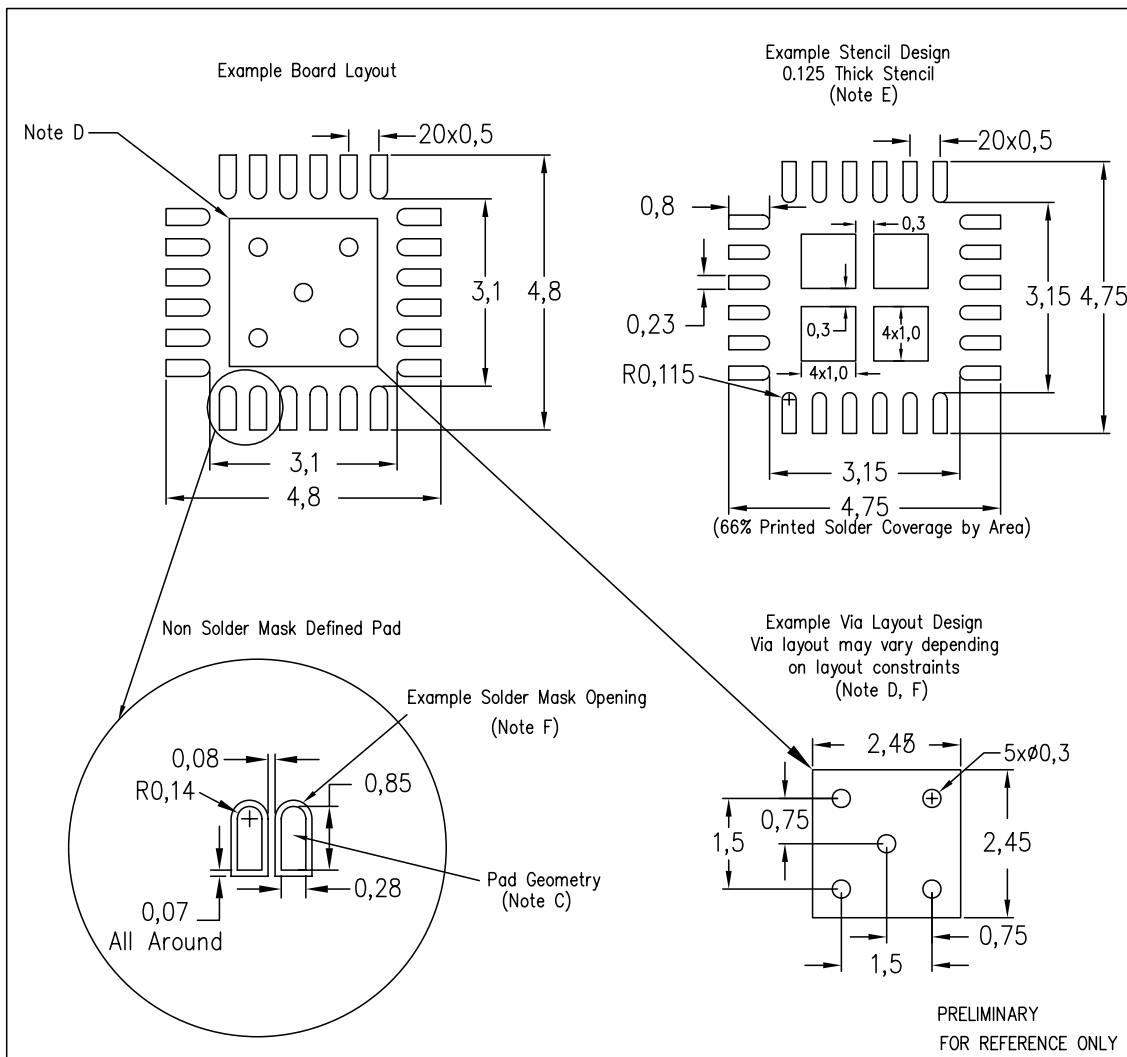 Example Board Layout
Note D
20x0,5
3,1
4,8
3,1
4,8
Example Stencil Design
0.125 Thick Stencil
(Note E)
20x0,5
0,8
0,3
0,23
0,3
4x1,0
4x1,0
R0,115
3,15
4,75
3,15
4,75
(66% Printed Solder Coverage by Area)
Non Solder Mask Defined Pad
Example Solder Mask Opening
(Note F)
0,08
R0,14
0,85
0,28
0,07
All Around
Pad Geometry
(Note C)
Example Via Layout Design
Via layout may vary depending
on layout constraints
(Note D, F)
5xø0,3
0,75
1,5
2,45
0,75
1,5
PRELIMINARY
FOR REFERENCE ONLY